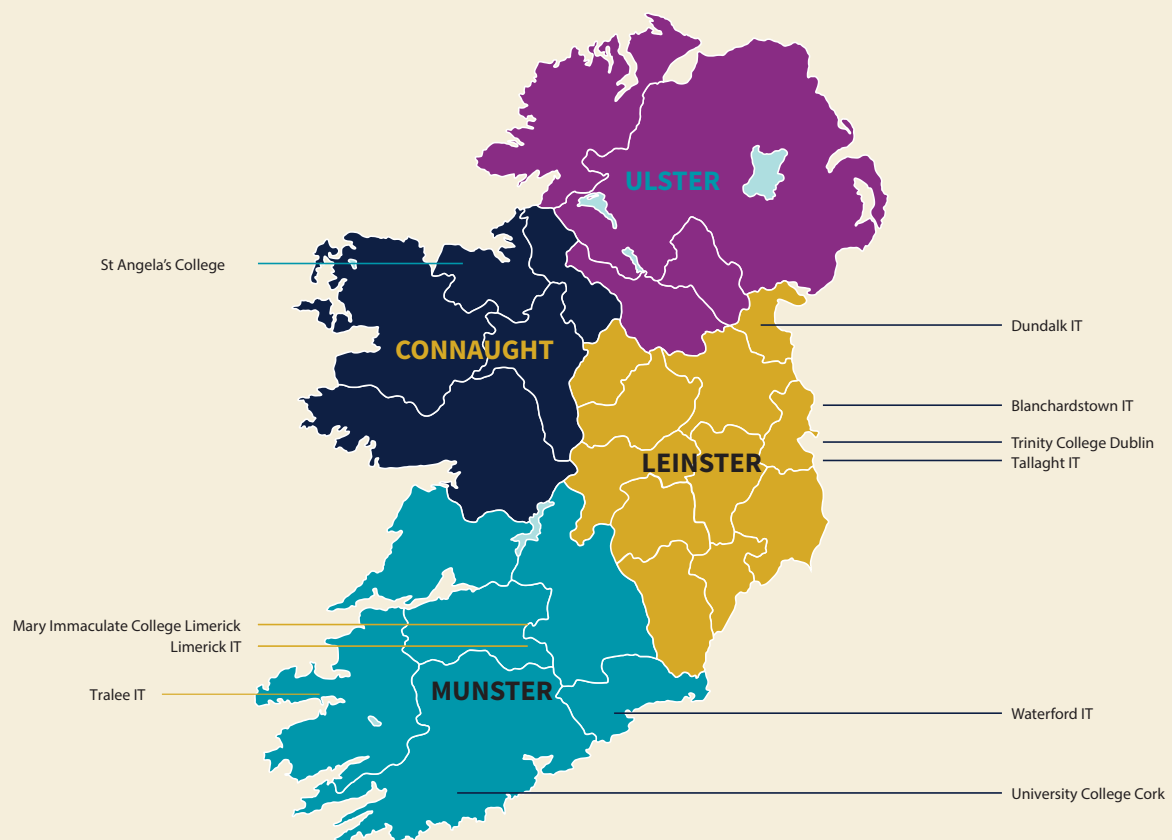 ULSTER
St Angela's College
Dundalk IT
CONNAUGHT
Blanchardstown IT
Trinity College Dublin
LEINSTER
Tallaght IT
Mary Immaculate College Limerick
Limerick IT
MUNSTER
Tralee IT
Waterford IT
University College Cork